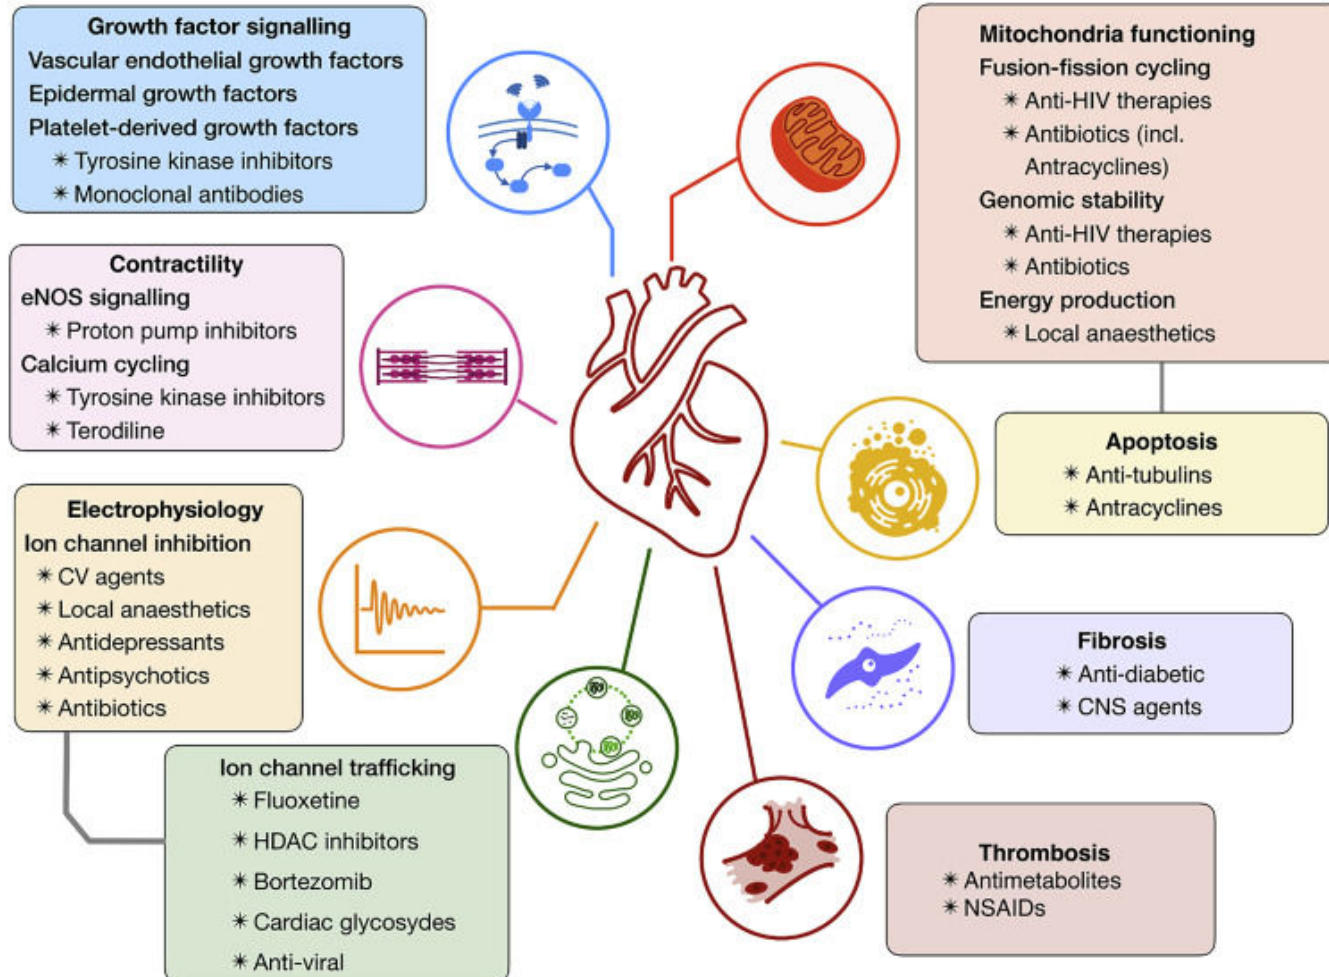 Growth factor signalling
Vascular endothelial growth factors
Epidermal growth factors
Platelet-derived growth factors
✴ Tyrosine kinase inhibitors
✴ Monoclonal antibodies
Contractility
eNOS signalling
✴ Proton pump inhibitors
Calcium cycling
✴ Tyrosine kinase inhibitors
✴ Terodiline
Electrophysiology
Ion channel inhibition
✴ CV agents
✴ Local anaesthetics
✴ Antidepressants
✴ Antipsychotics
✴ Antibiotics
Ion channel trafficking
✴ Fluoxetine
✴ HDAC inhibitors
✴ Bortezomib
✴ Cardiac glycosydes
✴ Anti-viral
Mitochondria functioning
Fusion-fission cycling
✴ Anti-HIV therapies
✴ Antibiotics (incl.
Antracyclines)
Genomic stability
✴ Anti-HIV therapies
✴ Antibiotics
Energy production
✴ Local anaesthetics
Apoptosis
✴ Anti-tubulins
✴ Antracyclines
Fibrosis
✴ Anti-diabetic
✴ CNS agents
Thrombosis
✴ Antimetabolites
✴ NSAIDs